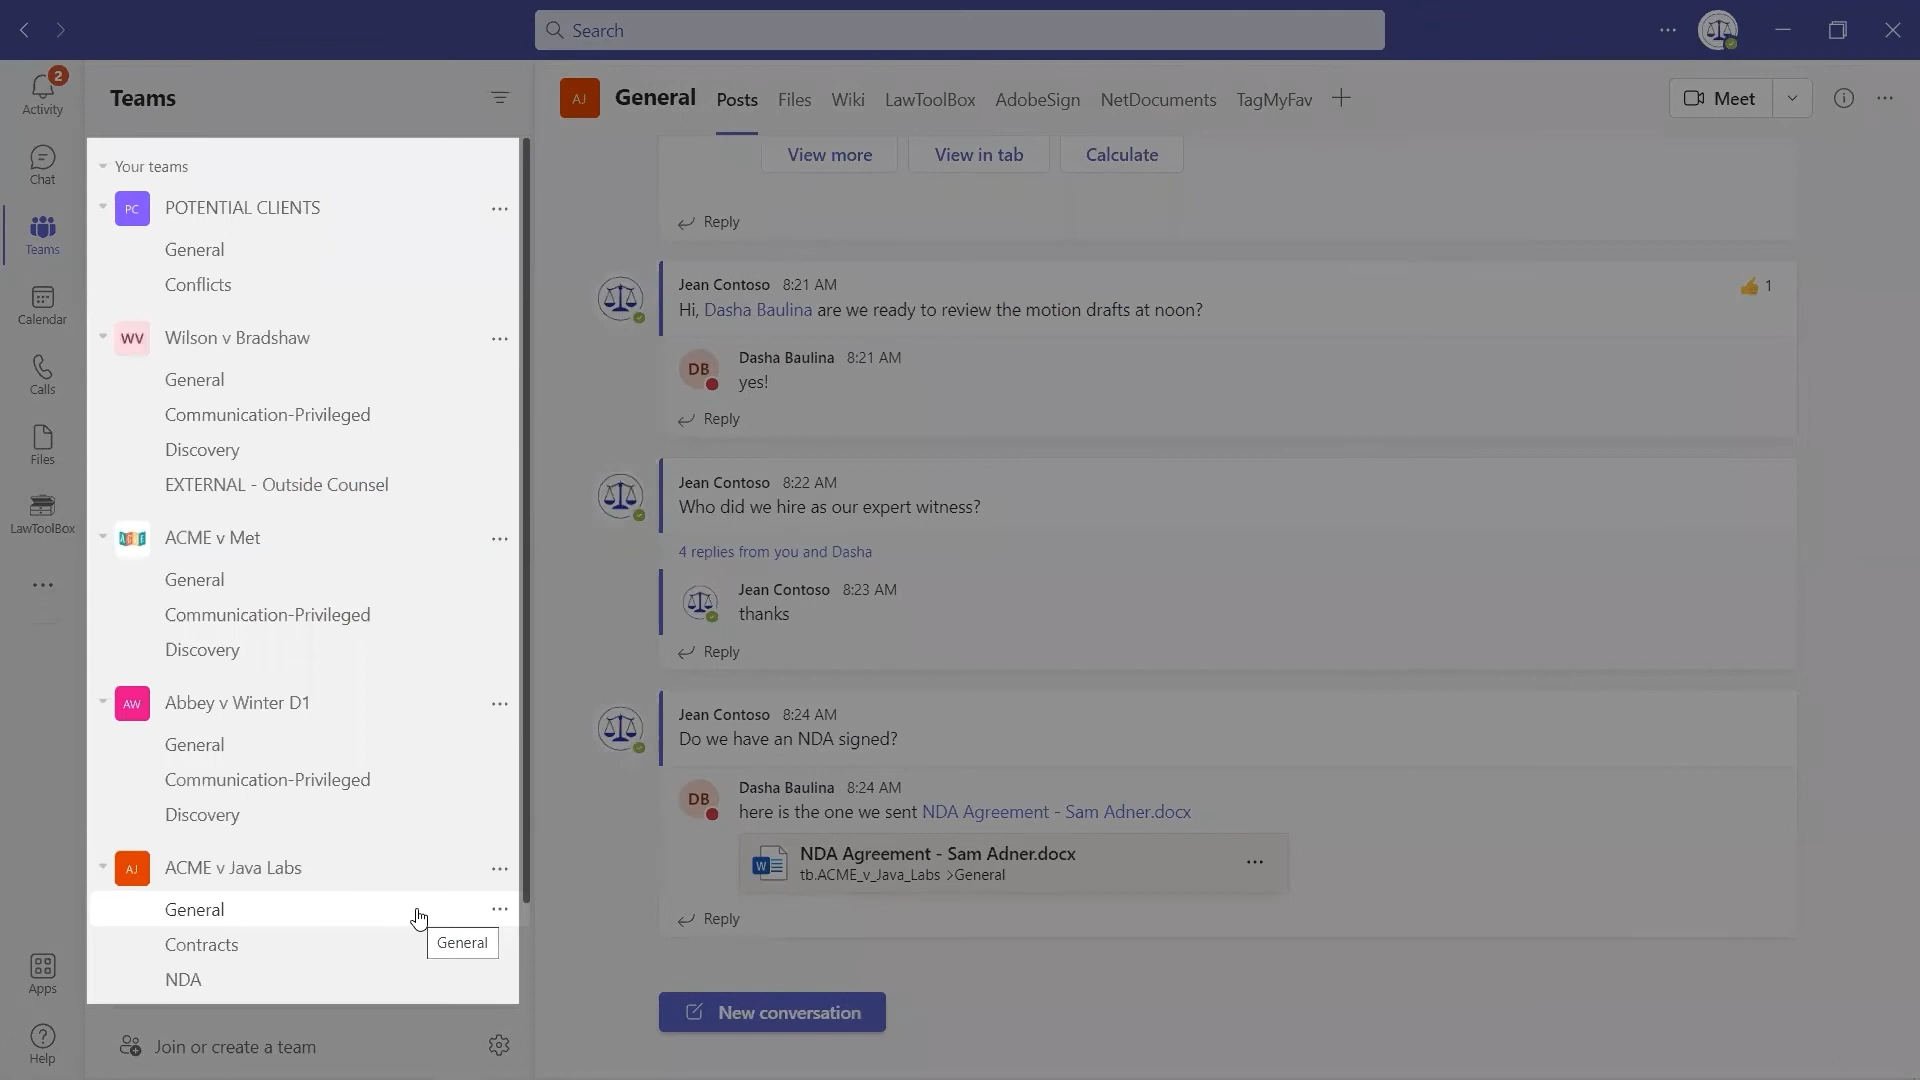 Search
2
Activity
Chat
Teams
Calendar
Calls
Files
LawToolBox
Apps
Help
Teams
Your teams
PC POTENTIAL CLIENTS
General
Conflicts
WV Wilson v Bradshaw
General
Communication-Privileged
Discovery
EXTERNAL - Outside Counsel
ACME v Met
General
Communication-Privileged
Discovery
AW Abbey v Winter D1
General
Communication-Privileged
Discovery
AJ ACME v Java Labs
General
General
Contracts
NDA
Join or create a team
AJ General Posts Files Wiki LawToolBox AdobeSign NetDocuments TagMyFav Meet
View more View in tab Calculate
Reply
Jean Contoso 8:21 AM 1
Hi, Dasha Baulina are we ready to review the motion drafts at noon?
DB Dasha Baulina 8:21 AM
yes!
Reply
Jean Contoso 8:22 AM
Who did we hire as our expert witness?
4 replies from you and Dasha
Jean Contoso 8:23 AM
thanks
Reply
Jean Contoso 8:24 AM
Do we have an NDA signed?
DB Dasha Baulina 8:24 AM
here is the one we sent NDA Agreement - Sam Adner.docx
W NDA Agreement - Sam Adner.docx
tb.ACME_v_Java_Labs >General
Reply
New conversation